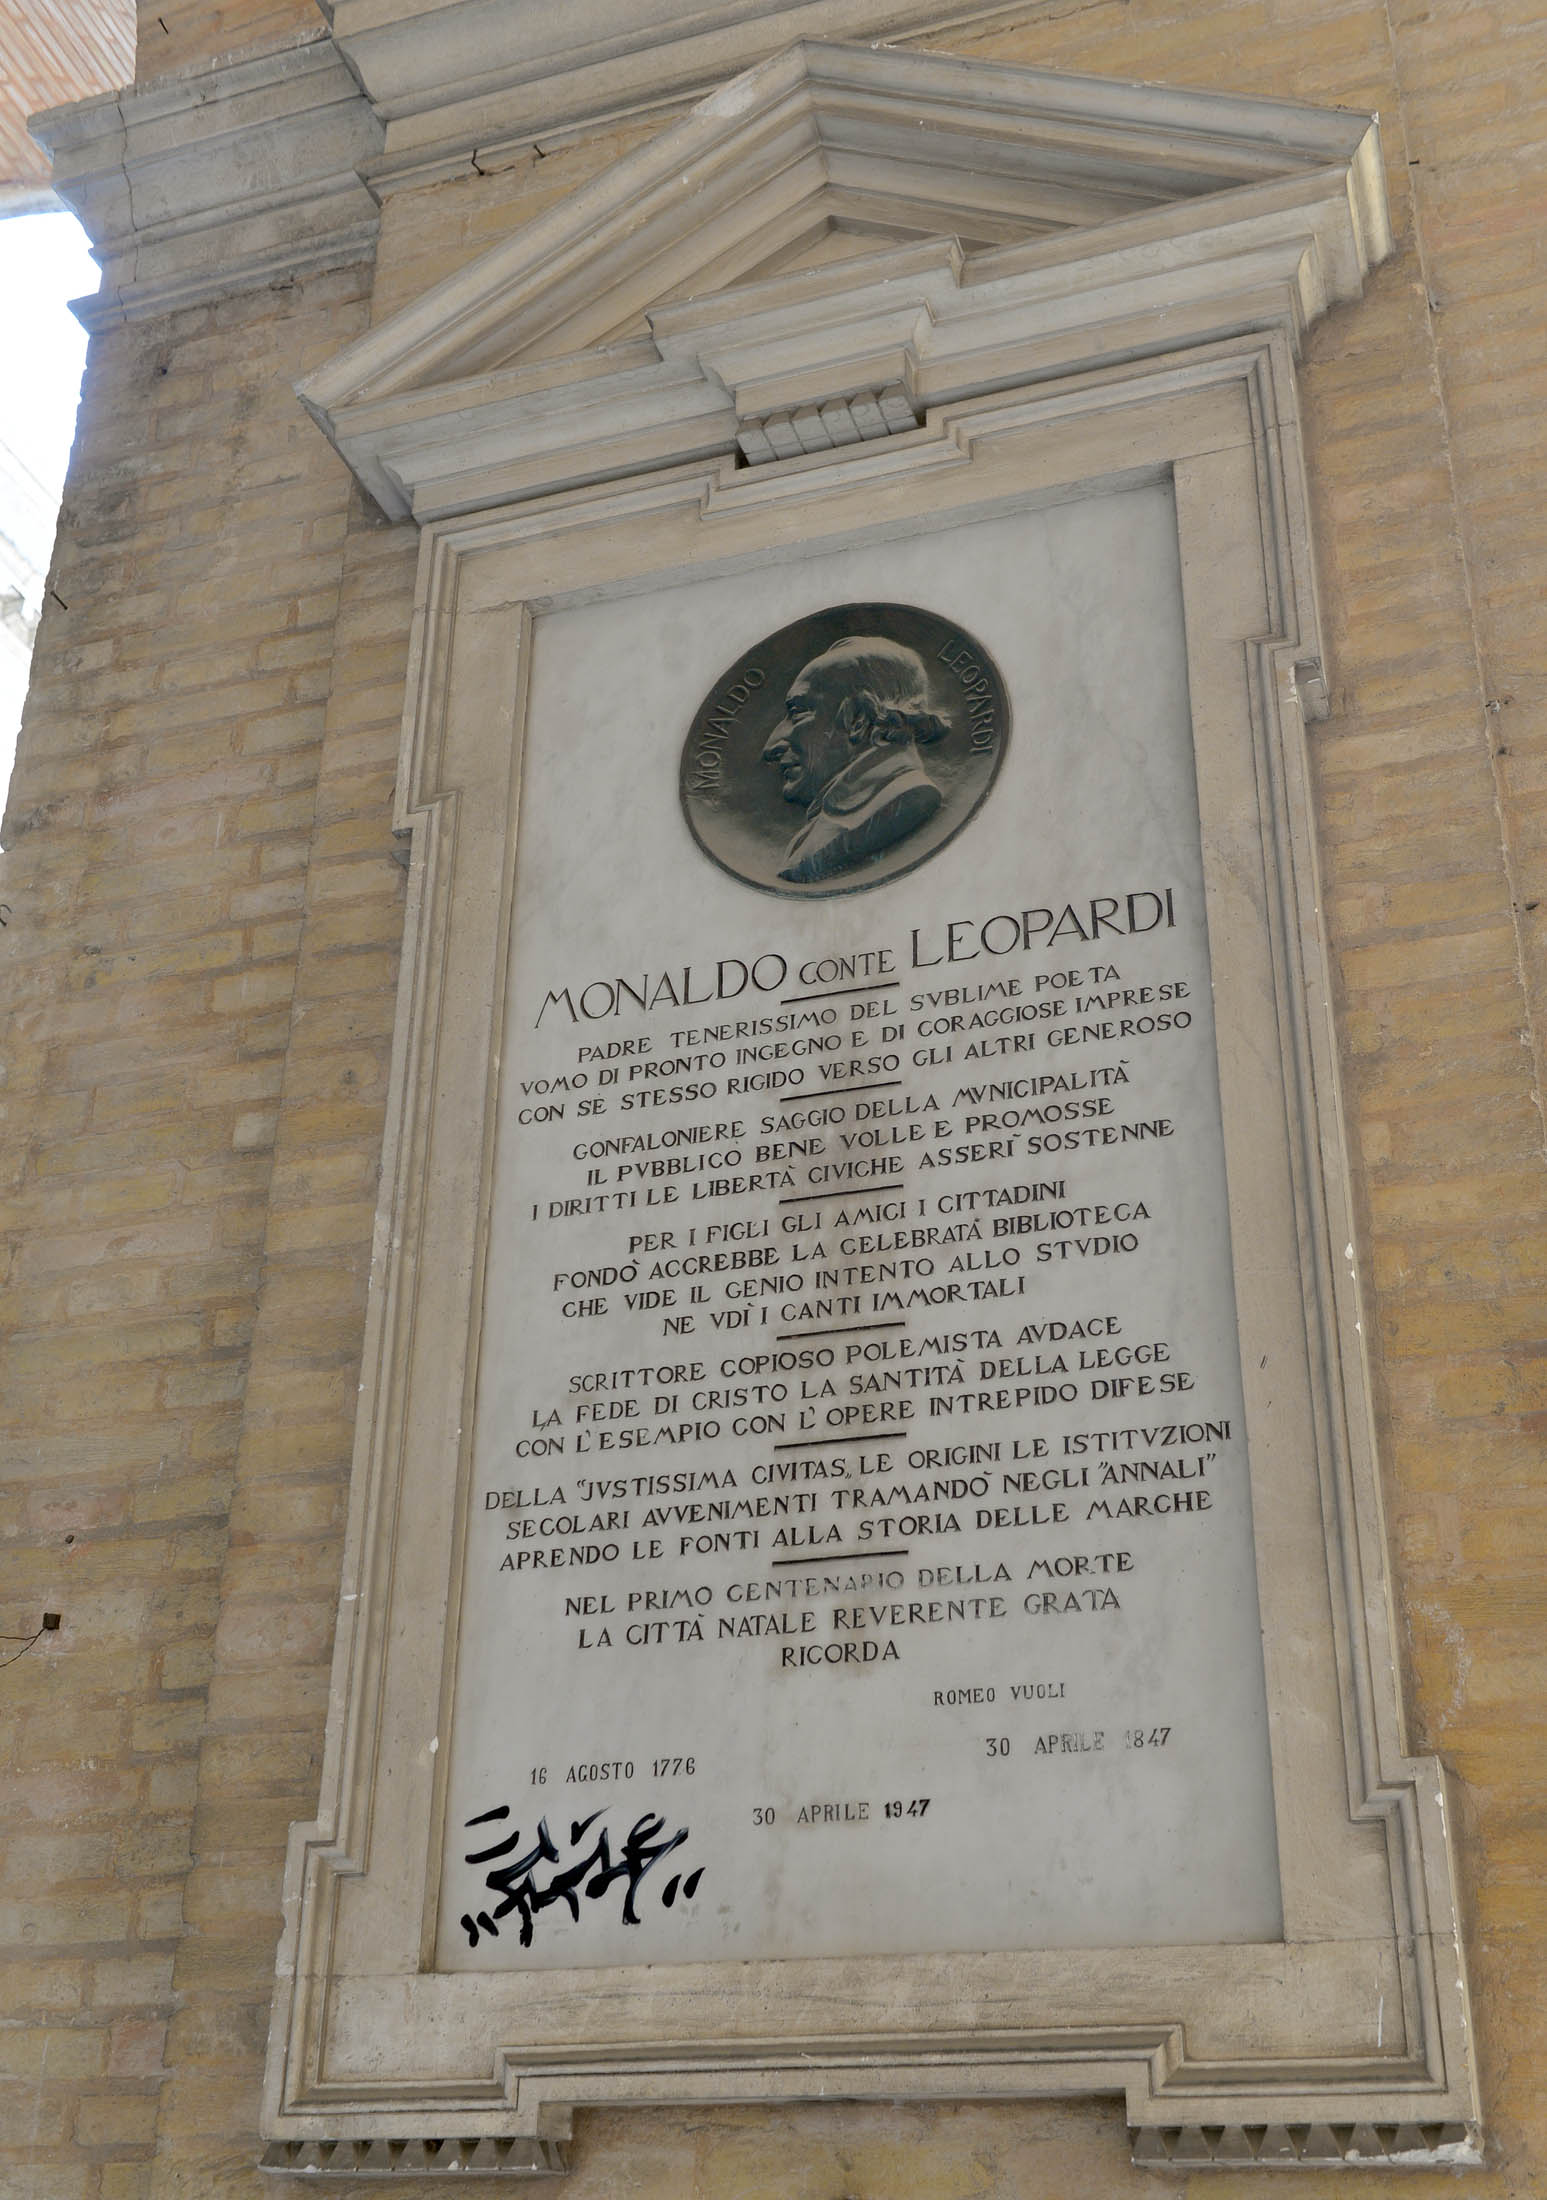 MONALDO LEOPARDI
MONALDO CONTE LEOPARDI
PADRE TENERISSIMO DEL SVBLIME POETA
VOMO DI PRONTO INGEGNO E DI CORAGGIOSE IMPRESE
CON SÈ STESSO RIGIDO VERSO GLI ALTRI GENEROSO
GONFALONIERE SAGGIO DELLA MVNICIPALITÀ
IL PVBBLICO BENE VOLLE E PROMOSSE
I DIRITTI LE LIBERTÀ CIVICHE ASSERÌ SOSTENNE
PER I FIGLI GLI AMICI I CITTADINI
FONDÒ ACCREBBE LA CELEBRATA BIBLIOTECA
CHE VIDE IL GENIO INTENTO ALLO STVDIO
NE VDÌ I CANTI IMMORTALI
SCRITTORE COPIOSO POLEMISTA AVDACE
LA FEDE DI CRISTO LA SANTITÀ DELLA LEGGE
CON L'ESEMPIO CON L'OPERE INTREPIDO DIFESE
DELLA "JVSTISSIMA CIVITAS„ LE ORIGINI LE ISTITVZIONI
SECOLARI AVVENIMENTI TRAMANDÒ NEGLI "ANNALI"
APRENDO LE FONTI ALLA STORIA DELLE MARCHE
NEL PRIMO CENTENARIO DELLA MORTE
LA CITTÀ NATALE REVERENTE GRATA
RICORDA
ROMEO VUOLI
16 AGOSTO 1776 30 APRILE 1847
30 APRILE 1947